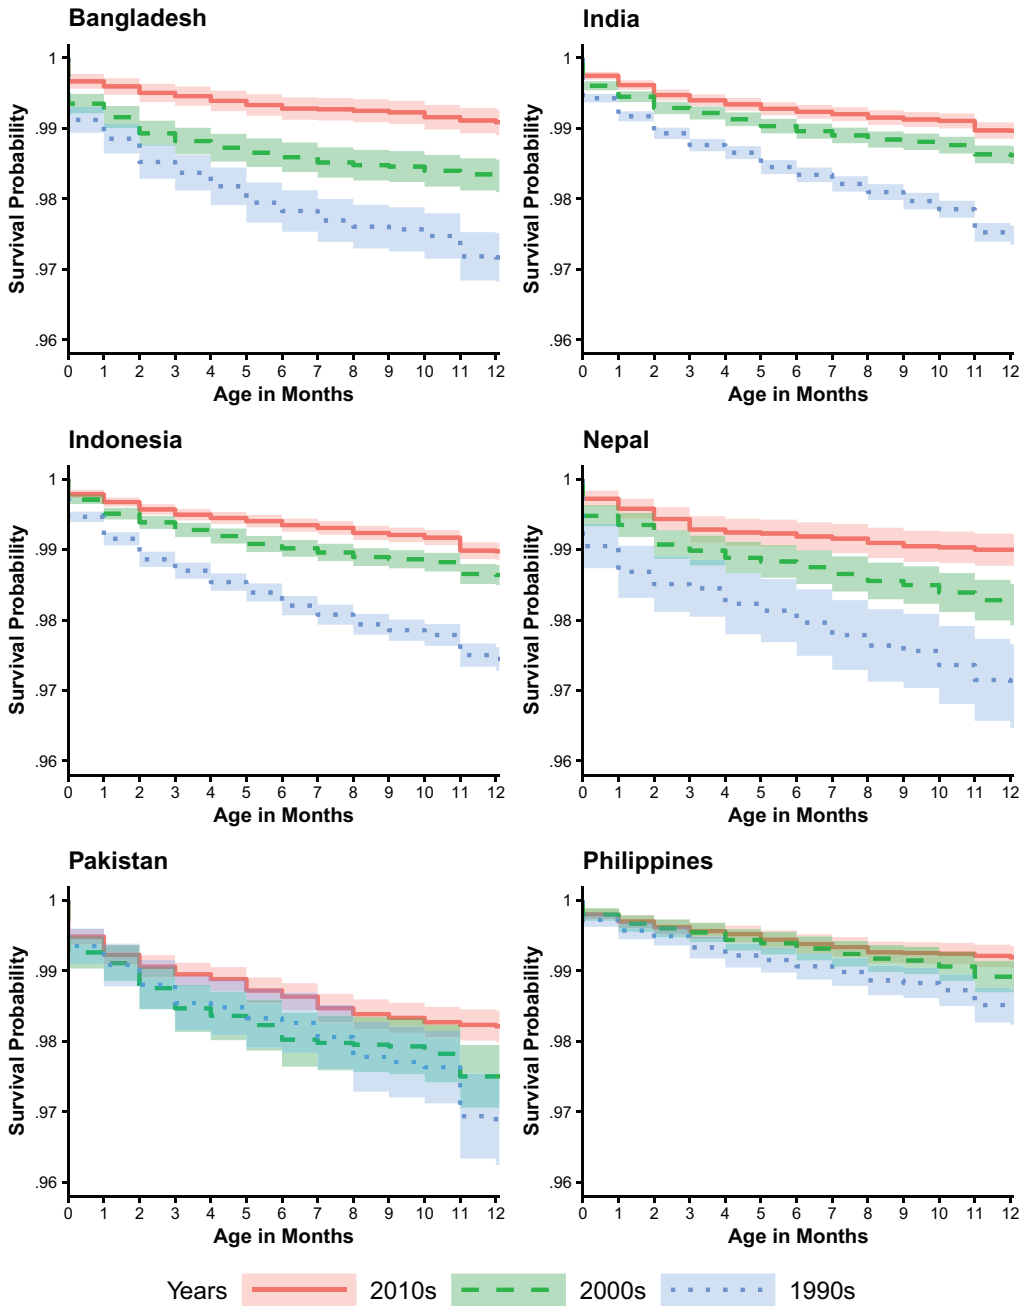 Bangladesh
India
1
.99
.98
.97
.96
Survival Probability
0 1 2 3 4 5 6 7 8 9 10 11 12
Age in Months
1
.99
.98
.97
.96
Survival Probability
0 1 2 3 4 5 6 7 8 9 10 11 12
Age in Months
Indonesia
Nepal
1
.99
.98
.97
.96
Survival Probability
0 1 2 3 4 5 6 7 8 9 10 11 12
Age in Months
1
.99
.98
.97
.96
Survival Probability
0 1 2 3 4 5 6 7 8 9 10 11 12
Age in Months
Pakistan
Philippines
1
.99
.98
.97
.96
Survival Probability
0 1 2 3 4 5 6 7 8 9 10 11 12
Age in Months
1
.99
.98
.97
.96
Survival Probability
0 1 2 3 4 5 6 7 8 9 10 11 12
Age in Months
Years 2010s 2000s 1990s